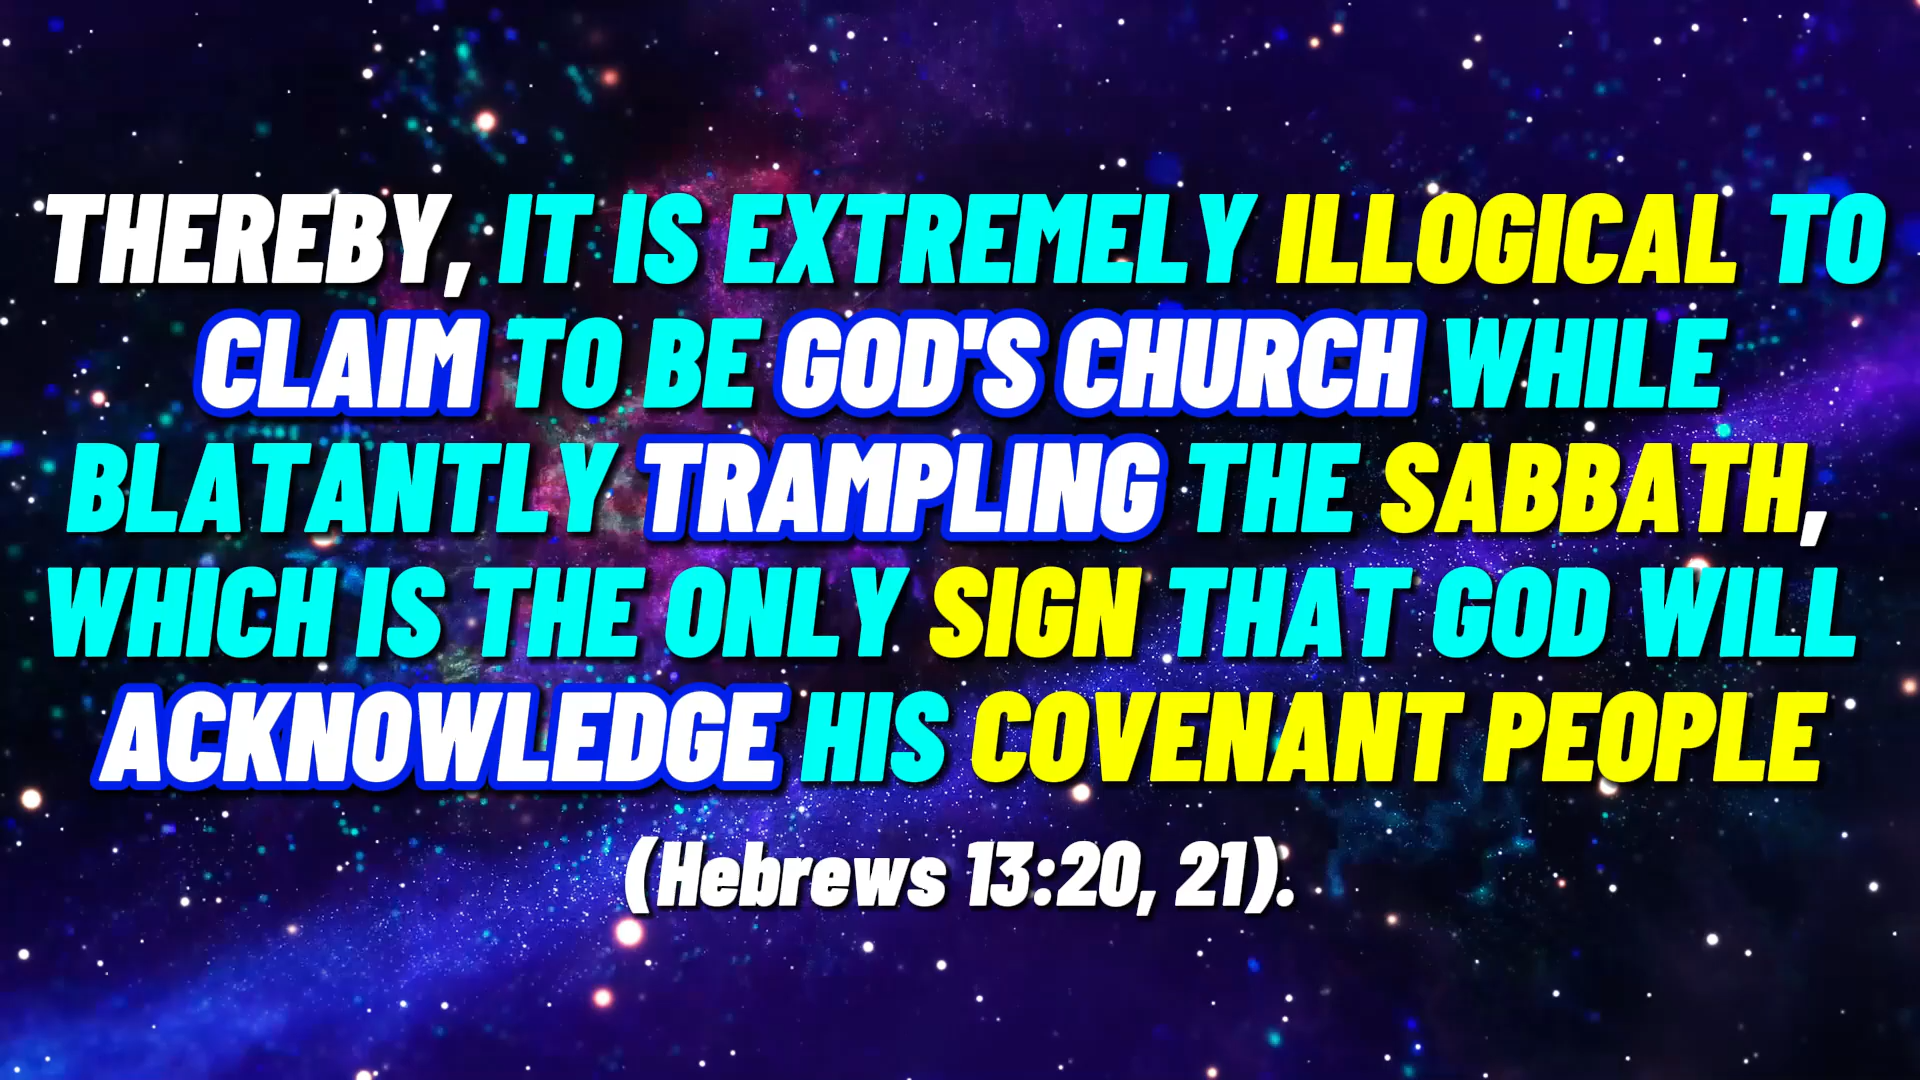 THEREBY, IT IS EXTREMELY ILLOGICAL TO
CLAIM TO BE GOD'S CHURCH WHILE
BLATANTLY TRAMPLING THE SABBATH,
WHICH IS THE ONLY SIGN THAT GOD WILL
ACKNOWLEDGE HIS COVENANT PEOPLE
(Hebrews 13:20, 21).